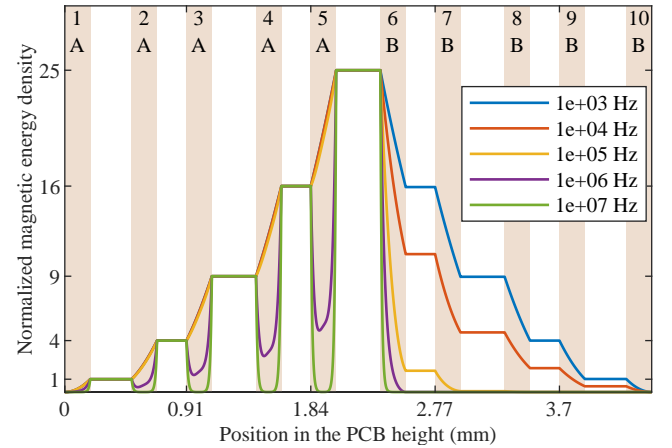 1 2 3 4 5 6 7 8 9 10
A A A A A B B B B B
Normalized magnetic energy density
25
16
9
4
1
1e+03 Hz
1e+04 Hz
1e+05 Hz
1e+06 Hz
1e+07 Hz
0 0.91 1.84 2.77 3.7
Position in the PCB height (mm)